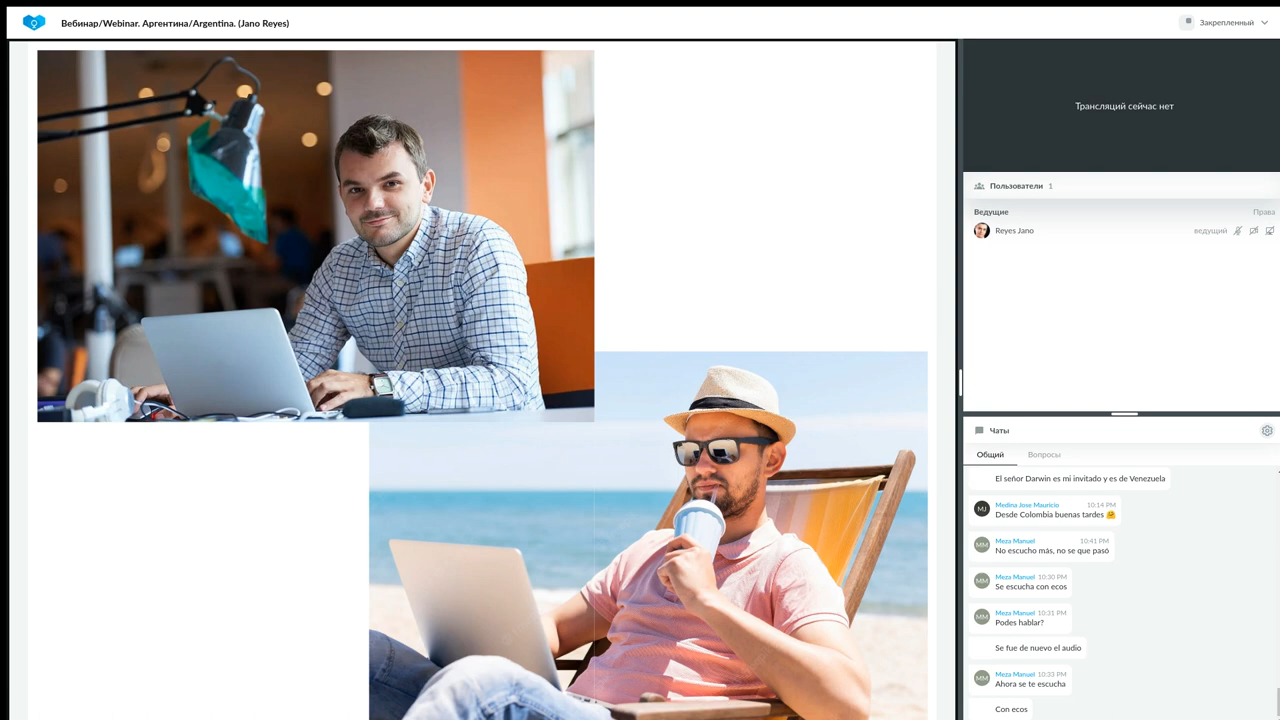 Вебинар/Webinar. Аргентина/Argentina. (Jano Reyes)
Закрепленный
Трансляций сейчас нет
Пользователи 1
Ведущие Права
Reyes Jano ведущий
Чаты
Общий Вопросы
El señor Darwin es mi invitado y es de Venezuela
MJ Medina Jose Mauricio 10:14 PM
Desde Colombia buenas tardes 🤗
MM Meza Manuel 10:41 PM
No escucho más, no se que pasó
MM Meza Manuel 10:30 PM
Se escucha con ecos
MM Meza Manuel 10:31 PM
Podes hablar?
Se fue de nuevo el audio
MM Meza Manuel 10:33 PM
Ahora se te escucha
Con ecos